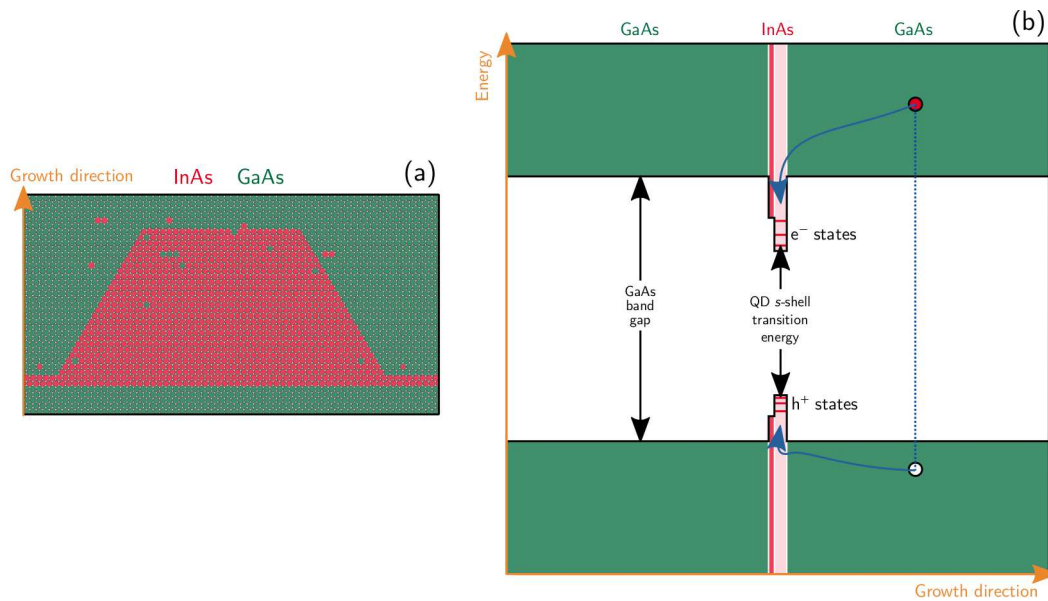 (a)
Growth direction InAs GaAs
(b)
GaAs InAs GaAs
Energy
e⁻ states
GaAs
band
gap
QD s-shell
transition
energy
h⁺ states
Growth direction